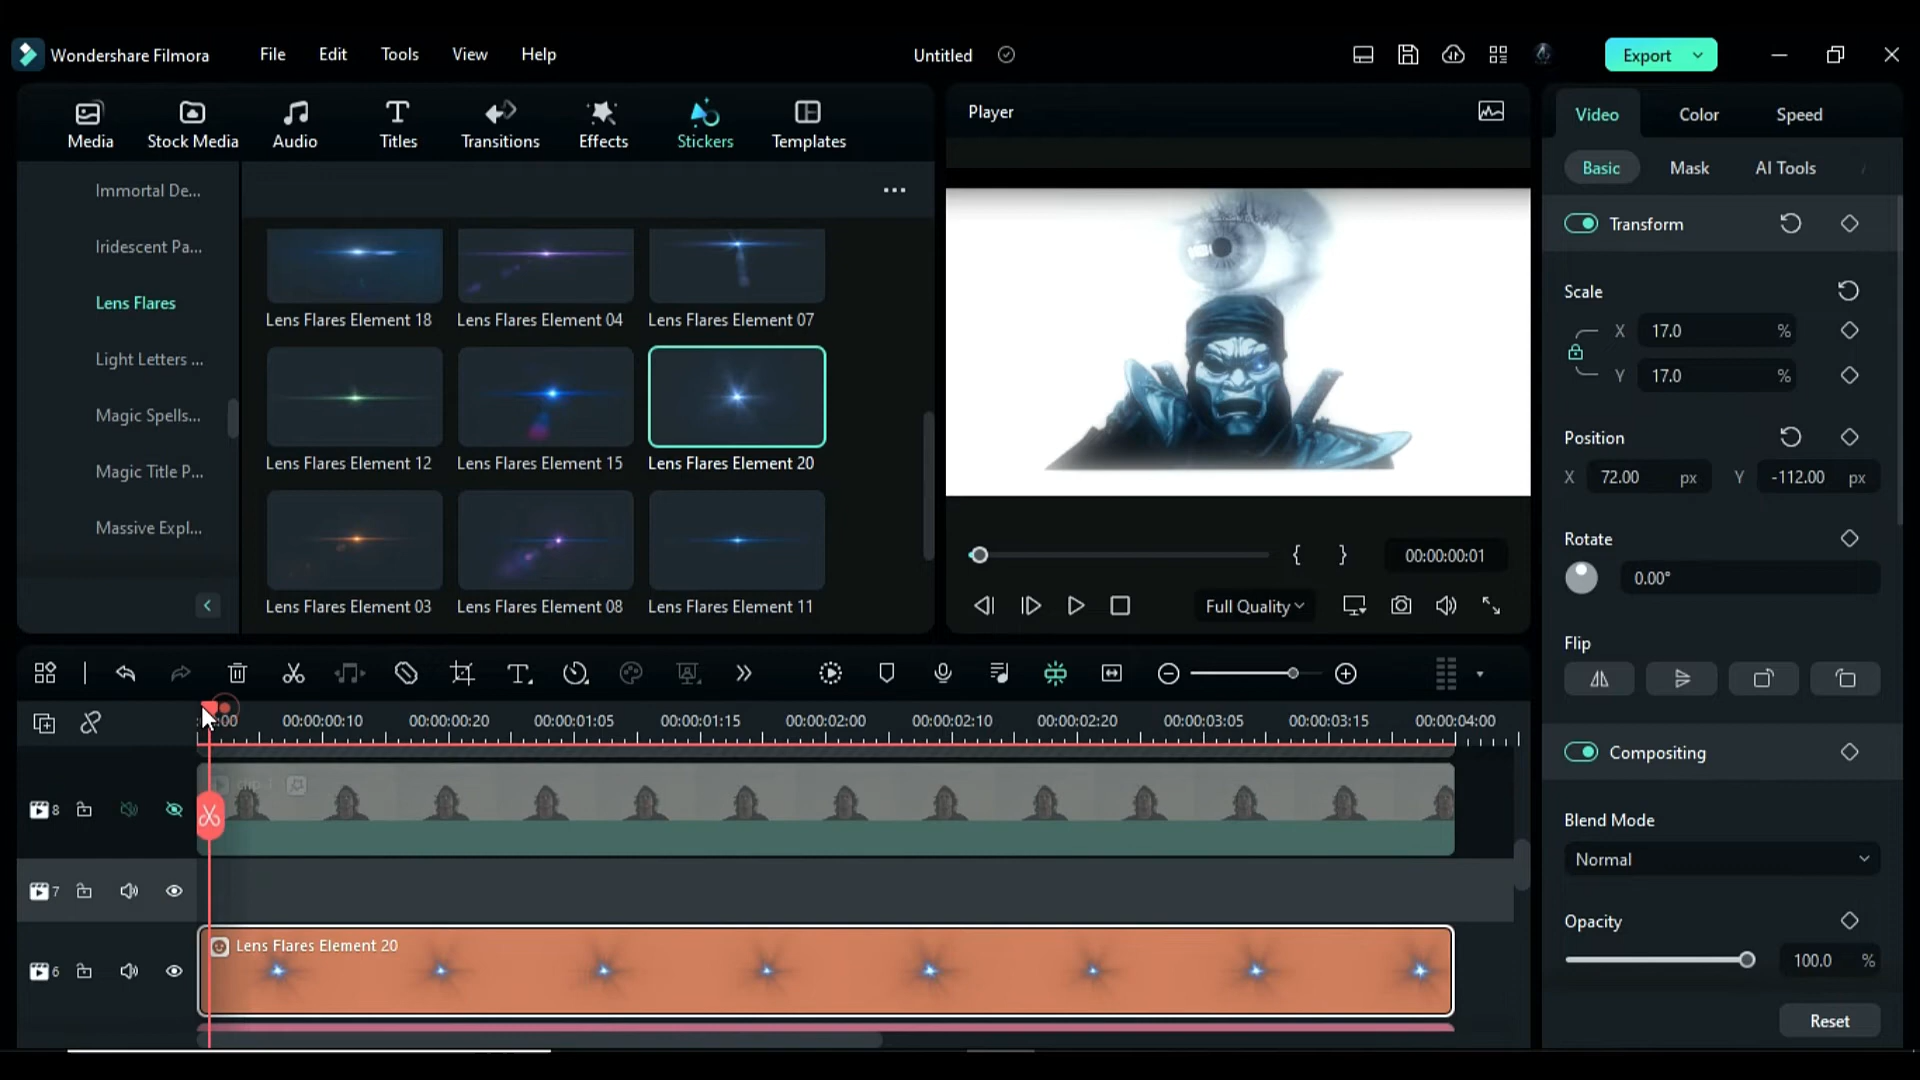 Wondershare Filmora
File
Edit
Tools
View
Help
Untitled
Export
Media
Stock Media
Audio
Titles
Transitions
Effects
Stickers
Templates
Immortal De...
Iridescent Pa...
Lens Flares
Light Letters ...
Magic Spells...
Magic Title P...
Massive Expl...
Lens Flares Element 18
Lens Flares Element 04
Lens Flares Element 07
Lens Flares Element 12
Lens Flares Element 15
Lens Flares Element 20
Lens Flares Element 03
Lens Flares Element 08
Lens Flares Element 11
Player
00:00:00:01
Full Quality
Video
Color
Speed
Basic
Mask
AI Tools
Transform
Scale
X 17.0 %
Y 17.0 %
Position
X 72.00 px Y -112.00 px
Rotate
0.00°
Flip
Compositing
Blend Mode
Normal
Opacity
100.0 %
Reset
:00
00:00:00:10
00:00:00:20
00:00:01:05
00:00:01:15
00:00:02:00
00:00:02:10
00:00:02:20
00:00:03:05
00:00:03:15
00:00:04:00
8
7
6
Lens Flares Element 20